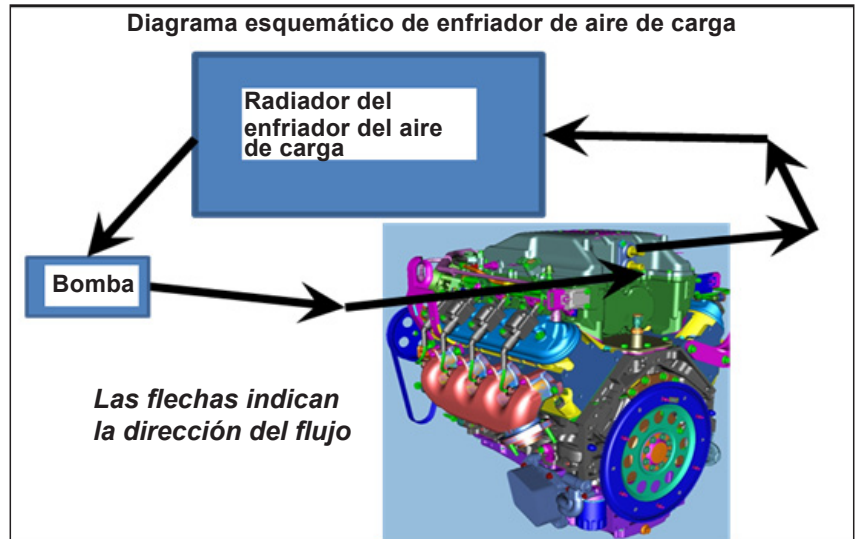 Diagrama esquemático de enfriador de aire de carga
Radiador del
enfriador del aire
de carga
Bomba
Las flechas indican
la dirección del flujo